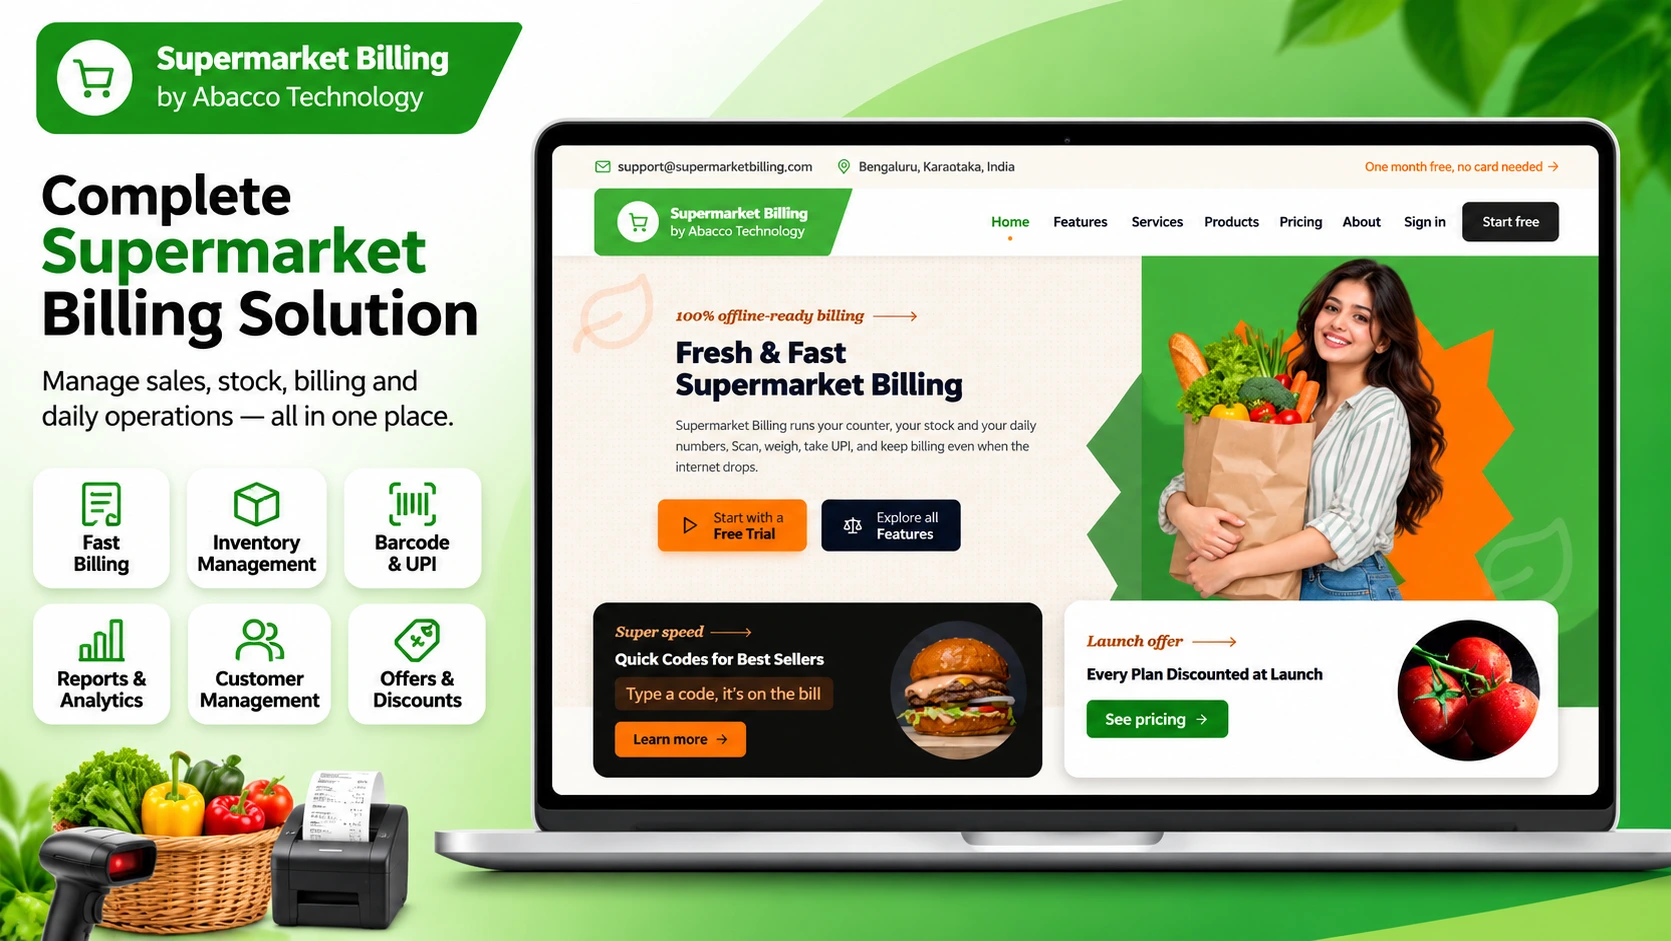 Supermarket Billing
by Abacco Technology
Complete
Supermarket
Billing Solution
Manage sales, stock, billing and
daily operations — all in one place.
Fast
Billing
Inventory
Management
Barcode
& UPI
Reports &
Analytics
Customer
Management
Offers &
Discounts
support@supermarketbilling.com
Bengaluru, Karaotaka, India
One month free, no card needed →
Supermarket Billing
by Abacco Technology
Home
Features
Services
Products
Pricing
About
Sign in
Start free
100% offline-ready billing
Fresh & Fast
Supermarket Billing
Supermarket Billing runs your counter, your stock and your daily
numbers, Scan, weigh, take UPI, and keep billing even when the
internet drops.
Start with a
Free Trial
Explore all
Features
Super speed
Quick Codes for Best Sellers
Type a code, it's on the bill
Learn more →
Launch offer
Every Plan Discounted at Launch
See pricing →